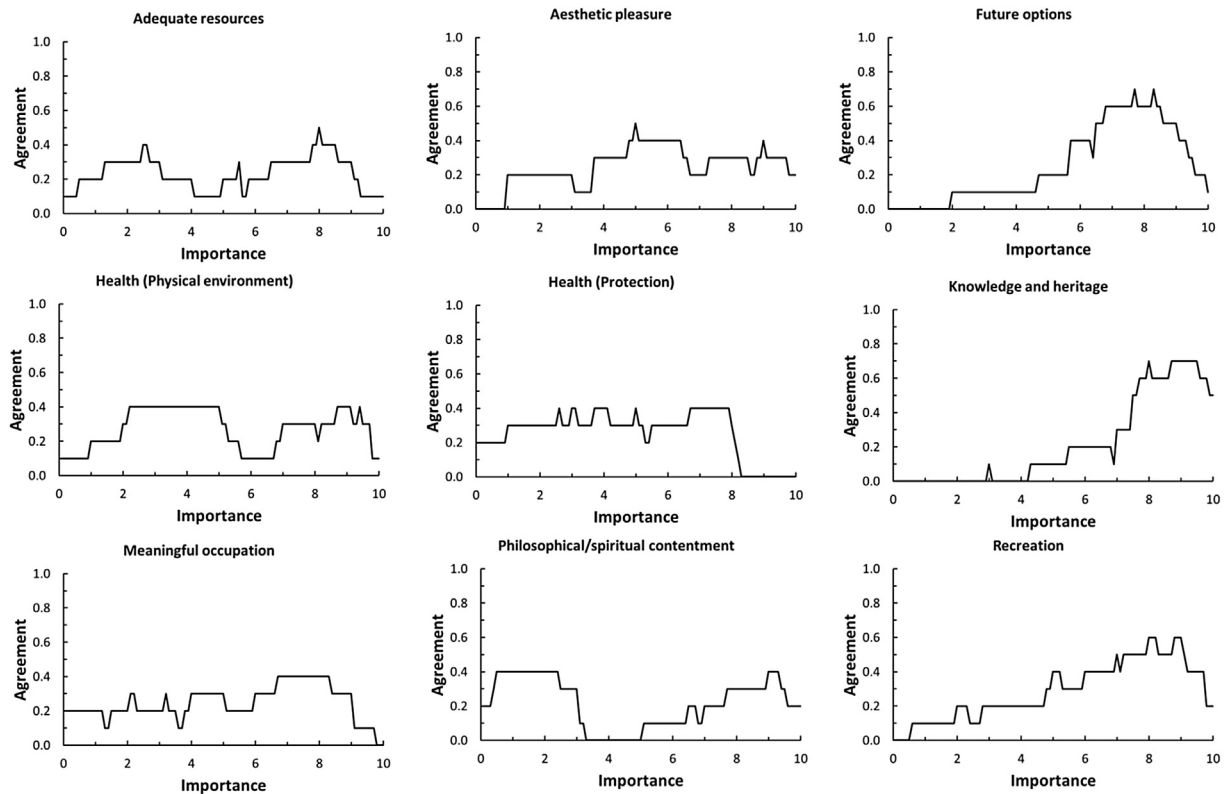 Adequate resources
Aesthetic pleasure
Future options
1.0
0.8
0.6
0.4
0.2
0.0
Agreement
0 2 4 6 8 10
Importance
1.0
0.8
0.6
0.4
0.2
0.0
Agreement
0 2 4 6 8 10
Importance
1.0
0.8
0.6
0.4
0.2
0.0
Agreement
0 2 4 6 8 10
Importance
Health (Physical environment)
Health (Protection)
Knowledge and heritage
1.0
0.8
0.6
0.4
0.2
0.0
Agreement
0 2 4 6 8 10
Importance
1.0
0.8
0.6
0.4
0.2
0.0
Agreement
0 2 4 6 8 10
Importance
1.0
0.8
0.6
0.4
0.2
0.0
Agreement
0 2 4 6 8 10
Importance
Meaningful occupation
Philosophical/spiritual contentment
Recreation
1.0
0.8
0.6
0.4
0.2
0.0
Agreement
0 2 4 6 8 10
Importance
1.0
0.8
0.6
0.4
0.2
0.0
Agreement
0 2 4 6 8 10
Importance
1.0
0.8
0.6
0.4
0.2
0.0
Agreement
0 2 4 6 8 10
Importance